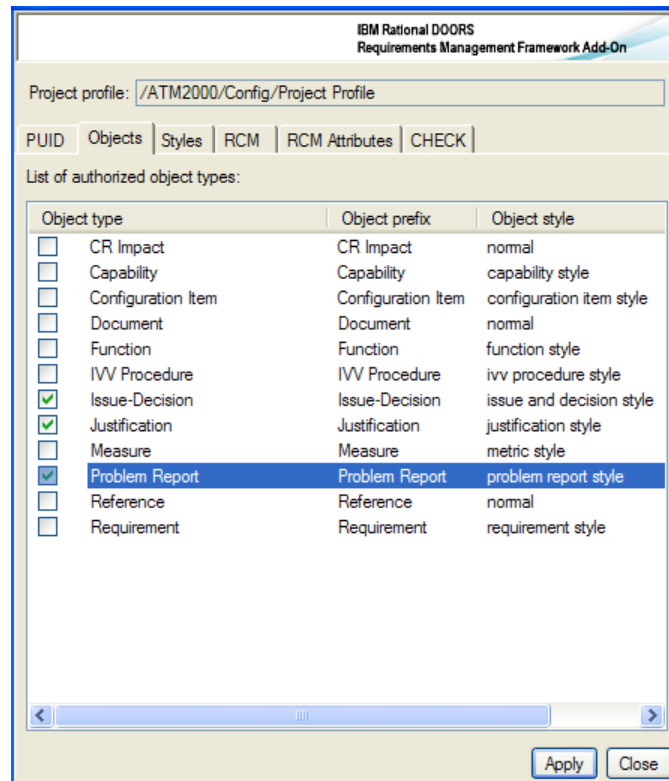 IBM Rational DOORS
Requirements Management Framework Add-On
Project profile: /ATM2000/Config/Project Profile
PUID Objects Styles RCM RCM Attributes CHECK
List of authorized object types:
Object type Object prefix Object style
CR Impact CR Impact normal
Capability Capability capability style
Configuration Item Configuration Item configuration item style
Document Document normal
Function Function function style
IVV Procedure IVV Procedure ivv procedure style
Issue-Decision Issue-Decision issue and decision style
Justification Justification justification style
Measure Measure metric style
Problem Report Problem Report problem report style
Reference Reference normal
Requirement Requirement requirement style
Apply Close